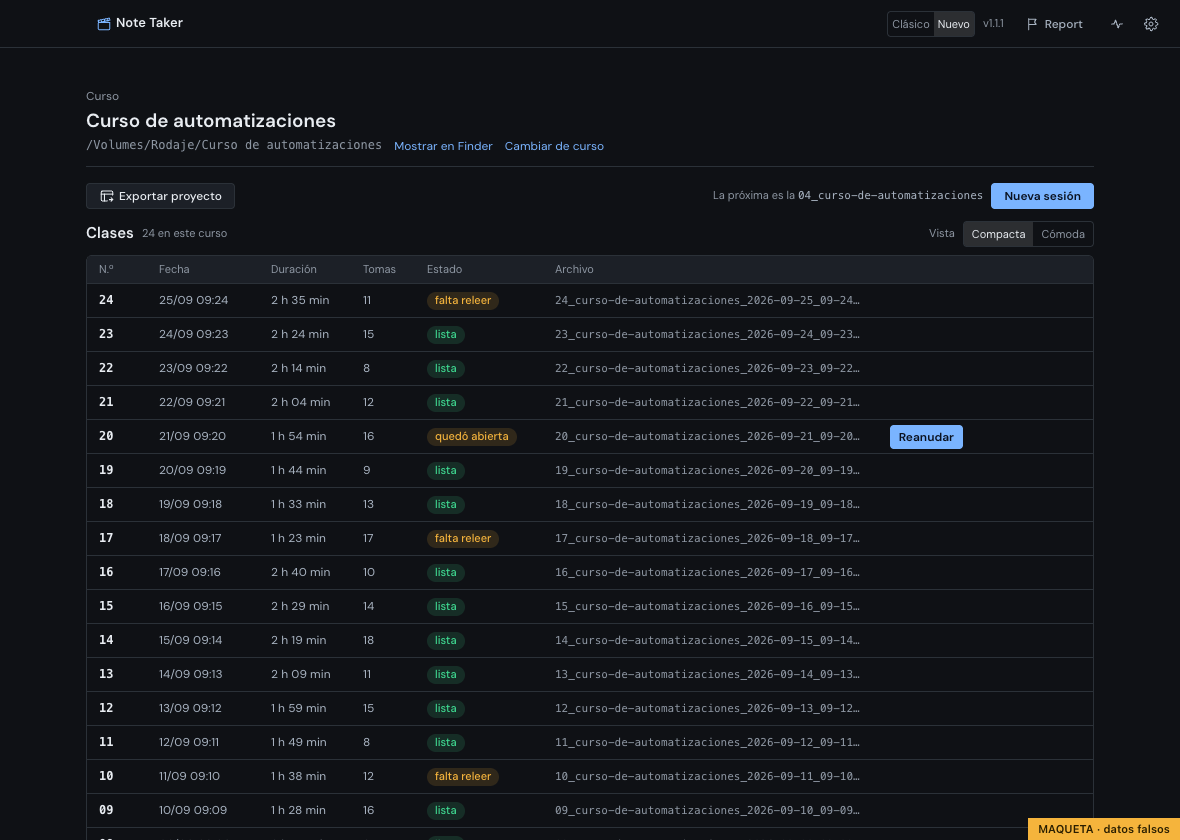 Note Taker
Clásico Nuevo v1.1.1 Report
Curso
Curso de automatizaciones
/Volumes/Rodaje/Curso de automatizaciones Mostrar en Finder Cambiar de curso
Exportar proyecto La próxima es la 04_curso-de-automatizaciones Nueva sesión
Clases 24 en este curso Vista Compacta Cómoda
N.º Fecha Duración Tomas Estado Archivo
24 25/09 09:24 2 h 35 min 11 falta releer 24_curso-de-automatizaciones_2026-09-25_09-24…
23 24/09 09:23 2 h 24 min 15 lista 23_curso-de-automatizaciones_2026-09-24_09-23…
22 23/09 09:22 2 h 14 min 8 lista 22_curso-de-automatizaciones_2026-09-23_09-22…
21 22/09 09:21 2 h 04 min 12 lista 21_curso-de-automatizaciones_2026-09-22_09-21…
20 21/09 09:20 1 h 54 min 16 quedó abierta 20_curso-de-automatizaciones_2026-09-21_09-20… Reanudar
19 20/09 09:19 1 h 44 min 9 lista 19_curso-de-automatizaciones_2026-09-20_09-19…
18 19/09 09:18 1 h 33 min 13 lista 18_curso-de-automatizaciones_2026-09-19_09-18…
17 18/09 09:17 1 h 23 min 17 falta releer 17_curso-de-automatizaciones_2026-09-18_09-17…
16 17/09 09:16 2 h 40 min 10 lista 16_curso-de-automatizaciones_2026-09-17_09-16…
15 16/09 09:15 2 h 29 min 14 lista 15_curso-de-automatizaciones_2026-09-16_09-15…
14 15/09 09:14 2 h 19 min 18 lista 14_curso-de-automatizaciones_2026-09-15_09-14…
13 14/09 09:13 2 h 09 min 11 lista 13_curso-de-automatizaciones_2026-09-14_09-13…
12 13/09 09:12 1 h 59 min 15 lista 12_curso-de-automatizaciones_2026-09-13_09-12…
11 12/09 09:11 1 h 49 min 8 lista 11_curso-de-automatizaciones_2026-09-12_09-11…
10 11/09 09:10 1 h 38 min 12 falta releer 10_curso-de-automatizaciones_2026-09-11_09-10…
09 10/09 09:09 1 h 28 min 16 lista 09_curso-de-automatizaciones_2026-09-10_09-09…
MAQUETA · datos falsos